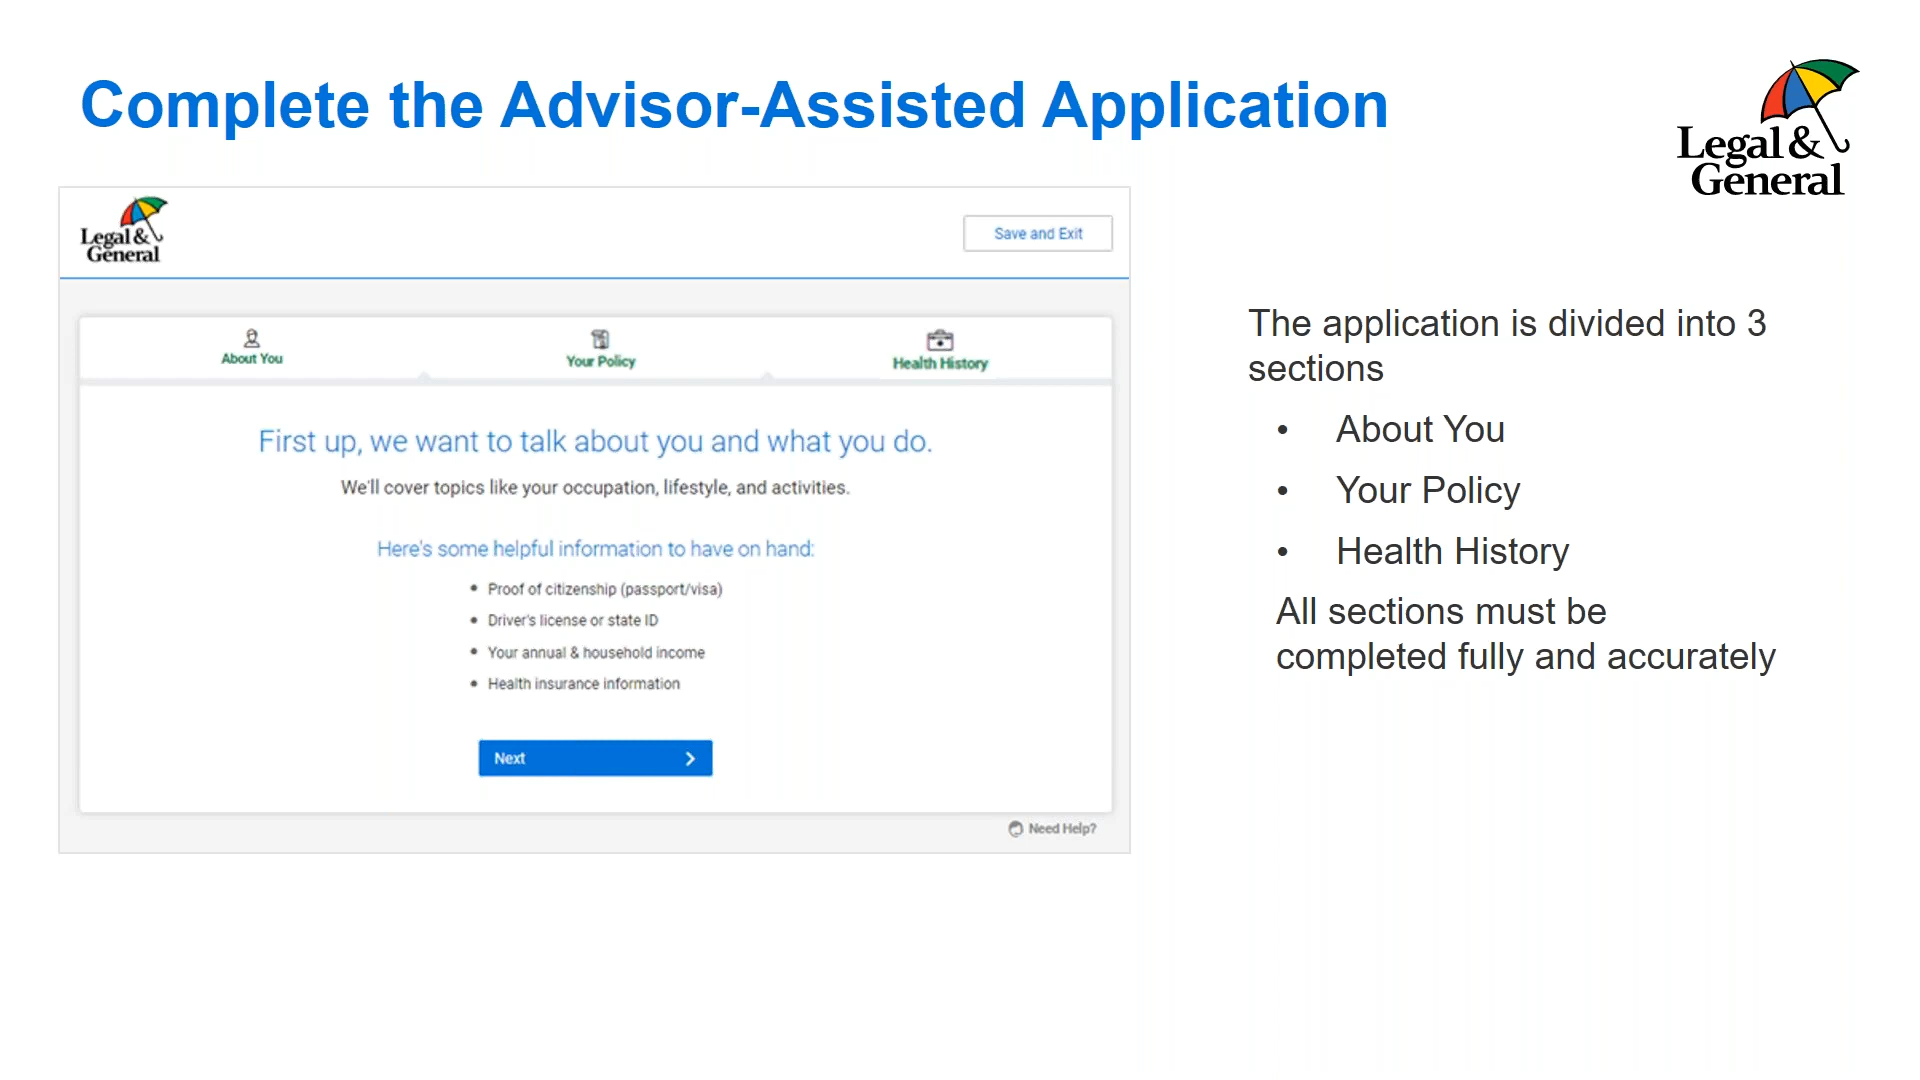 Complete the Advisor-Assisted Application
Legal &
General
Legal &
General
Save and Exit
About You
Your Policy
Health History
First up, we want to talk about you and what you do.
We'll cover topics like your occupation, lifestyle, and activities.
Here's some helpful information to have on hand:
• Proof of citizenship (passport/visa)
• Driver's license or state ID
• Your annual & household income
• Health insurance information
Next
Need Help?
The application is divided into 3
sections
• About You
• Your Policy
• Health History
All sections must be
completed fully and accurately